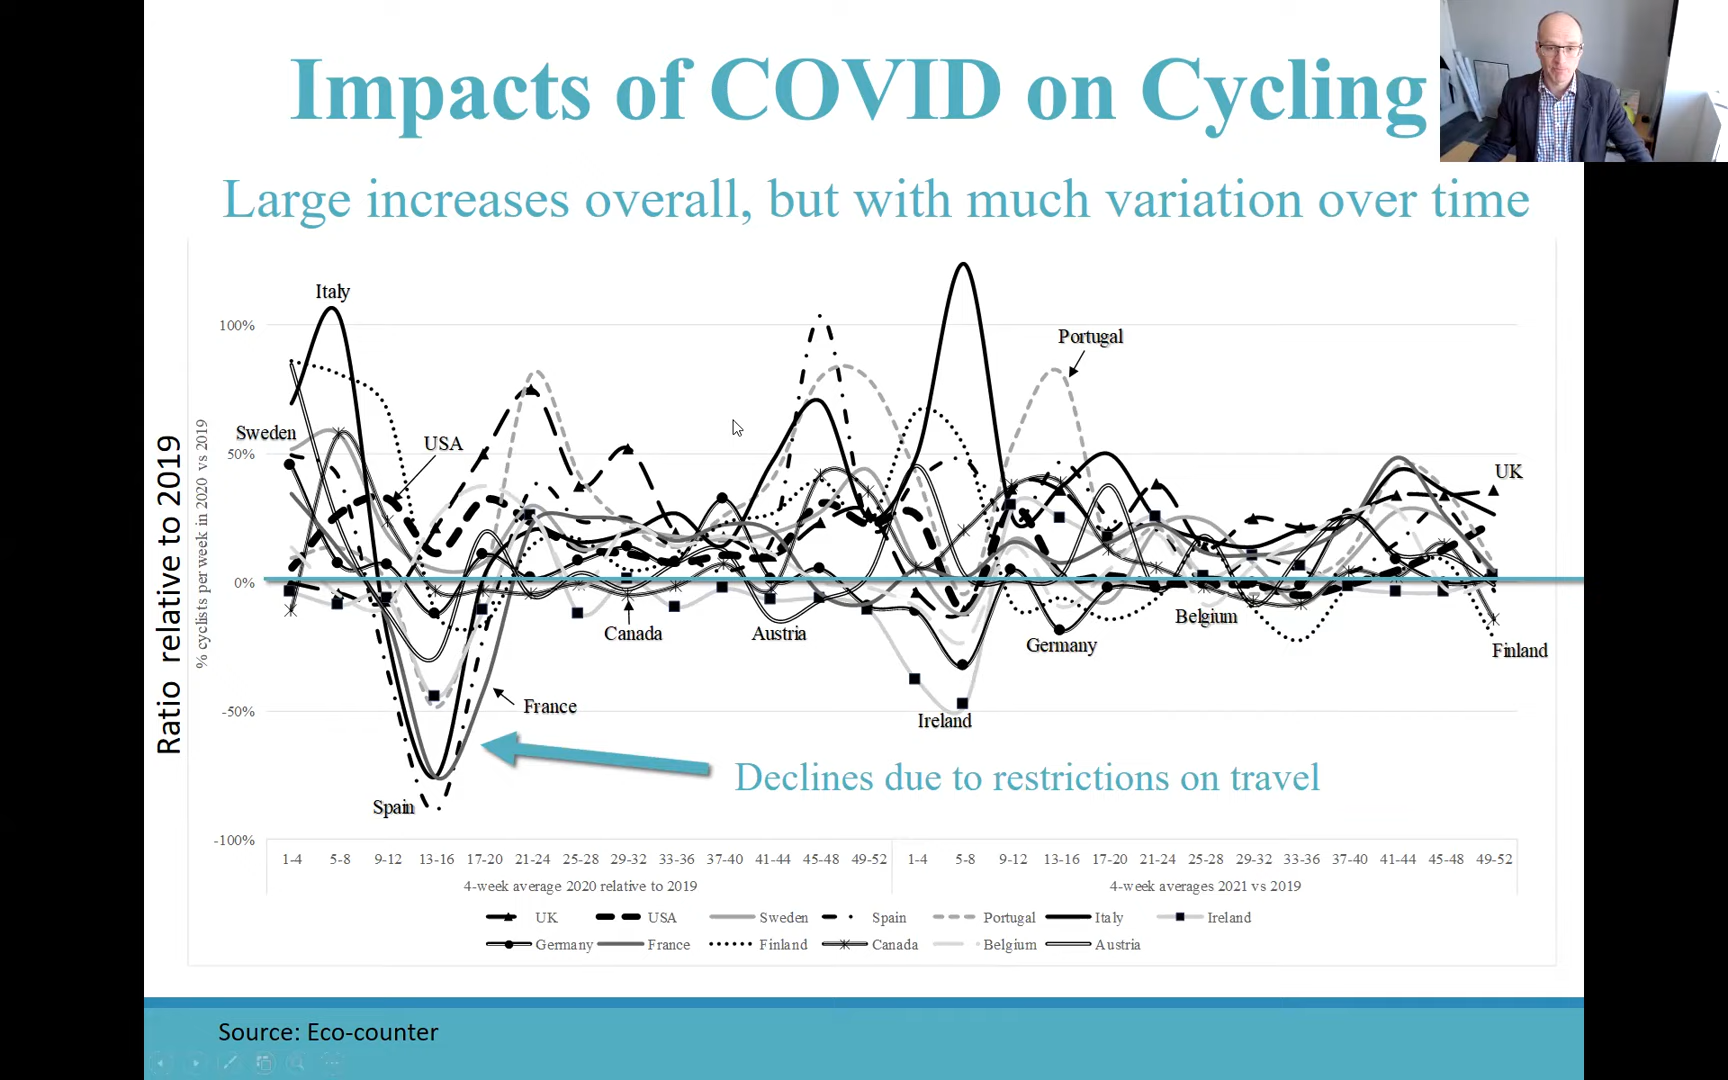 Impacts of COVID on Cycling
Large increases overall, but with much variation over time
Ratio relative to 2019
% cyclists per week in 2020 vs 2019
100%
50%
0%
-50%
-100%
Italy
Sweden
USA
Portugal
UK
Canada
Austria
Germany
Belgium
Finland
France
Ireland
Spain
Declines due to restrictions on travel
1-4 5-8 9-12 13-16 17-20 21-24 25-28 29-32 33-36 37-40 41-44 45-48 49-52 1-4 5-8 9-12 13-16 17-20 21-24 25-28 29-32 33-36 37-40 41-44 45-48 49-52
4-week average 2020 relative to 2019 4-week averages 2021 vs 2019
UK USA Sweden Spain Portugal Italy Ireland
Germany France Finland Canada Belgium Austria
Source: Eco-counter